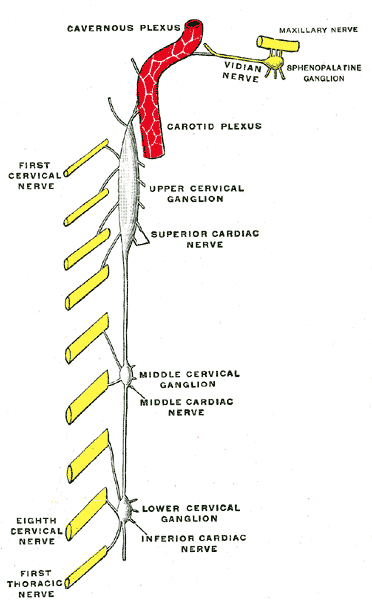 CAVERNOUS PLEXUS
MAXILLARY NERVE
VIDIAN
NERVE
SPHENOPALATINE
GANGLION
CAROTID PLEXUS
FIRST
CERVICAL
NERVE
UPPER CERVICAL
GANGLION
SUPERIOR CARDIAC
NERVE
MIDDLE CERVICAL
GANGLION
MIDDLE CARDIAC
NERVE
LOWER CERVICAL
GANGLION
EIGHTH
CERVICAL
NERVE
INFERIOR CARDIAC
NERVE
FIRST
THORACIC
NERVE